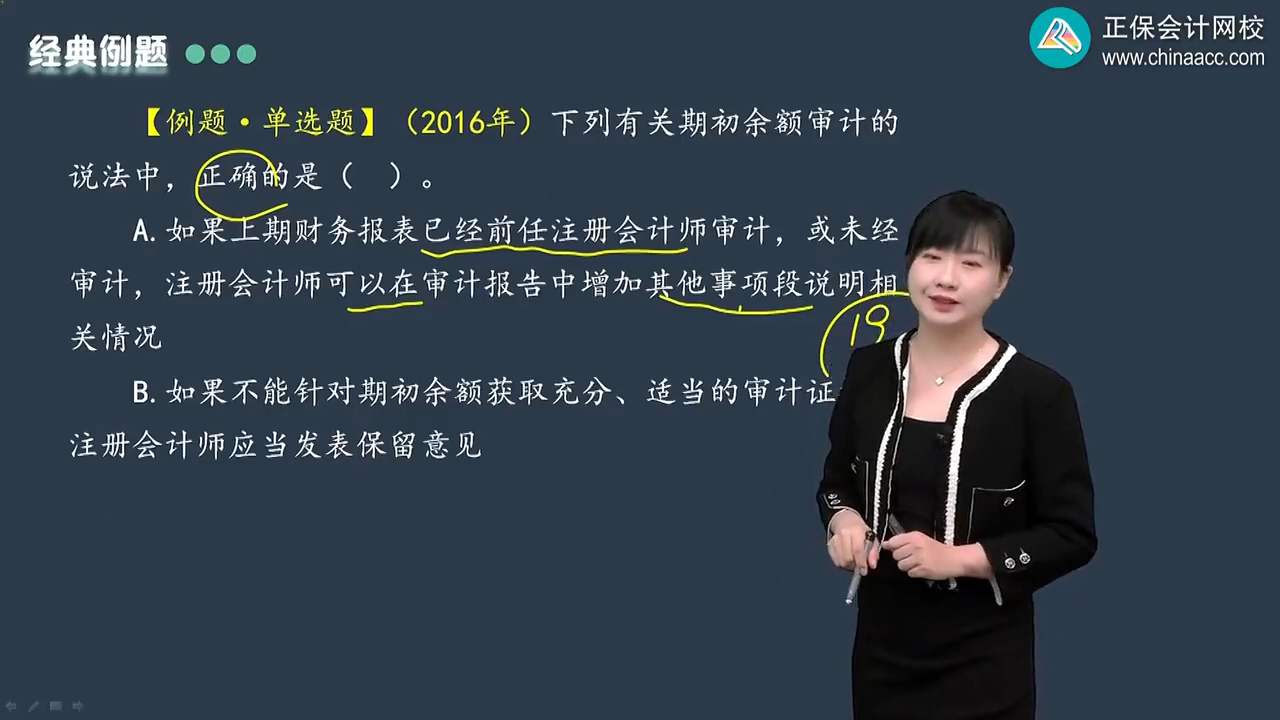 经典例题
正保会计网校
www.chinaacc.com
【例题·单选题】（2016年）下列有关期初余额审计的
说法中，正确的是（ ）。
A. 如果上期财务报表已经前任注册会计师审计，或未经
审计，注册会计师可以在审计报告中增加其他事项段说明相
关情况
19
B. 如果不能针对期初余额获取充分、适当的审计证
注册会计师应当发表保留意见